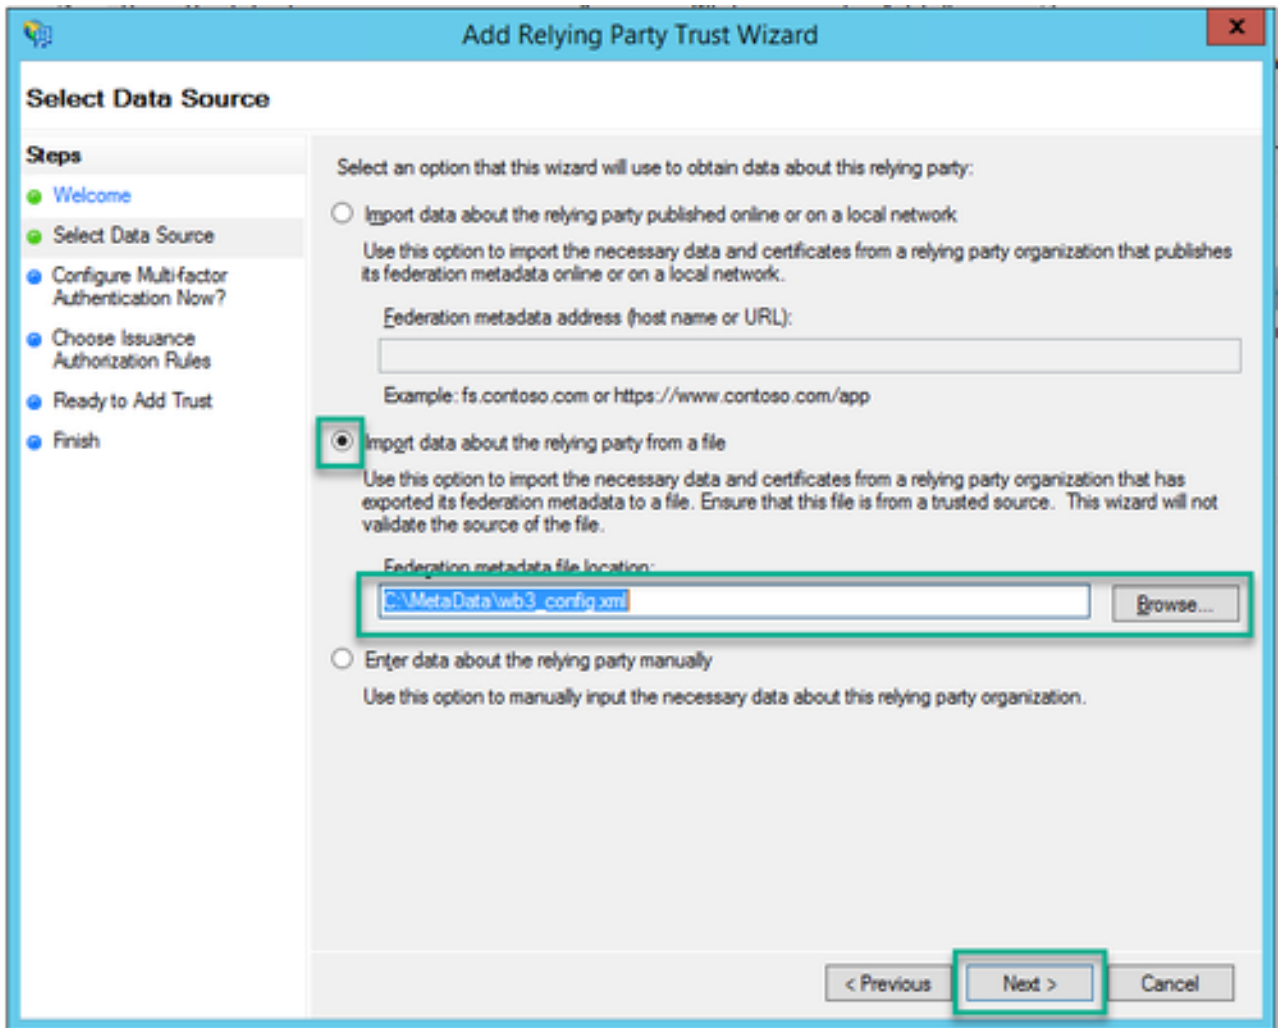 Add Relying Party Trust Wizard
x
Select Data Source
Steps
Welcome
Select Data Source
Configure Multi-factor
Authentication Now?
Choose Issuance
Authorization Rules
Ready to Add Trust
Finish
Select an option that this wizard will use to obtain data about this relying party:
Import data about the relying party published online or on a local network
Use this option to import the necessary data and certificates from a relying party organization that publishes
its federation metadata online or on a local network.
Federation metadata address (host name or URL):
Example: fs.contoso.com or https://www.contoso.com/app
Import data about the relying party from a file
Use this option to import the necessary data and certificates from a relying party organization that has
exported its federation metadata to a file. Ensure that this file is from a trusted source.  This wizard will not
validate the source of the file.
Federation metadata file location:
C:\MetaData\wb3_config.xml
Browse...
Enter data about the relying party manually
Use this option to manually input the necessary data about this relying party organization.
< Previous
Next >
Cancel